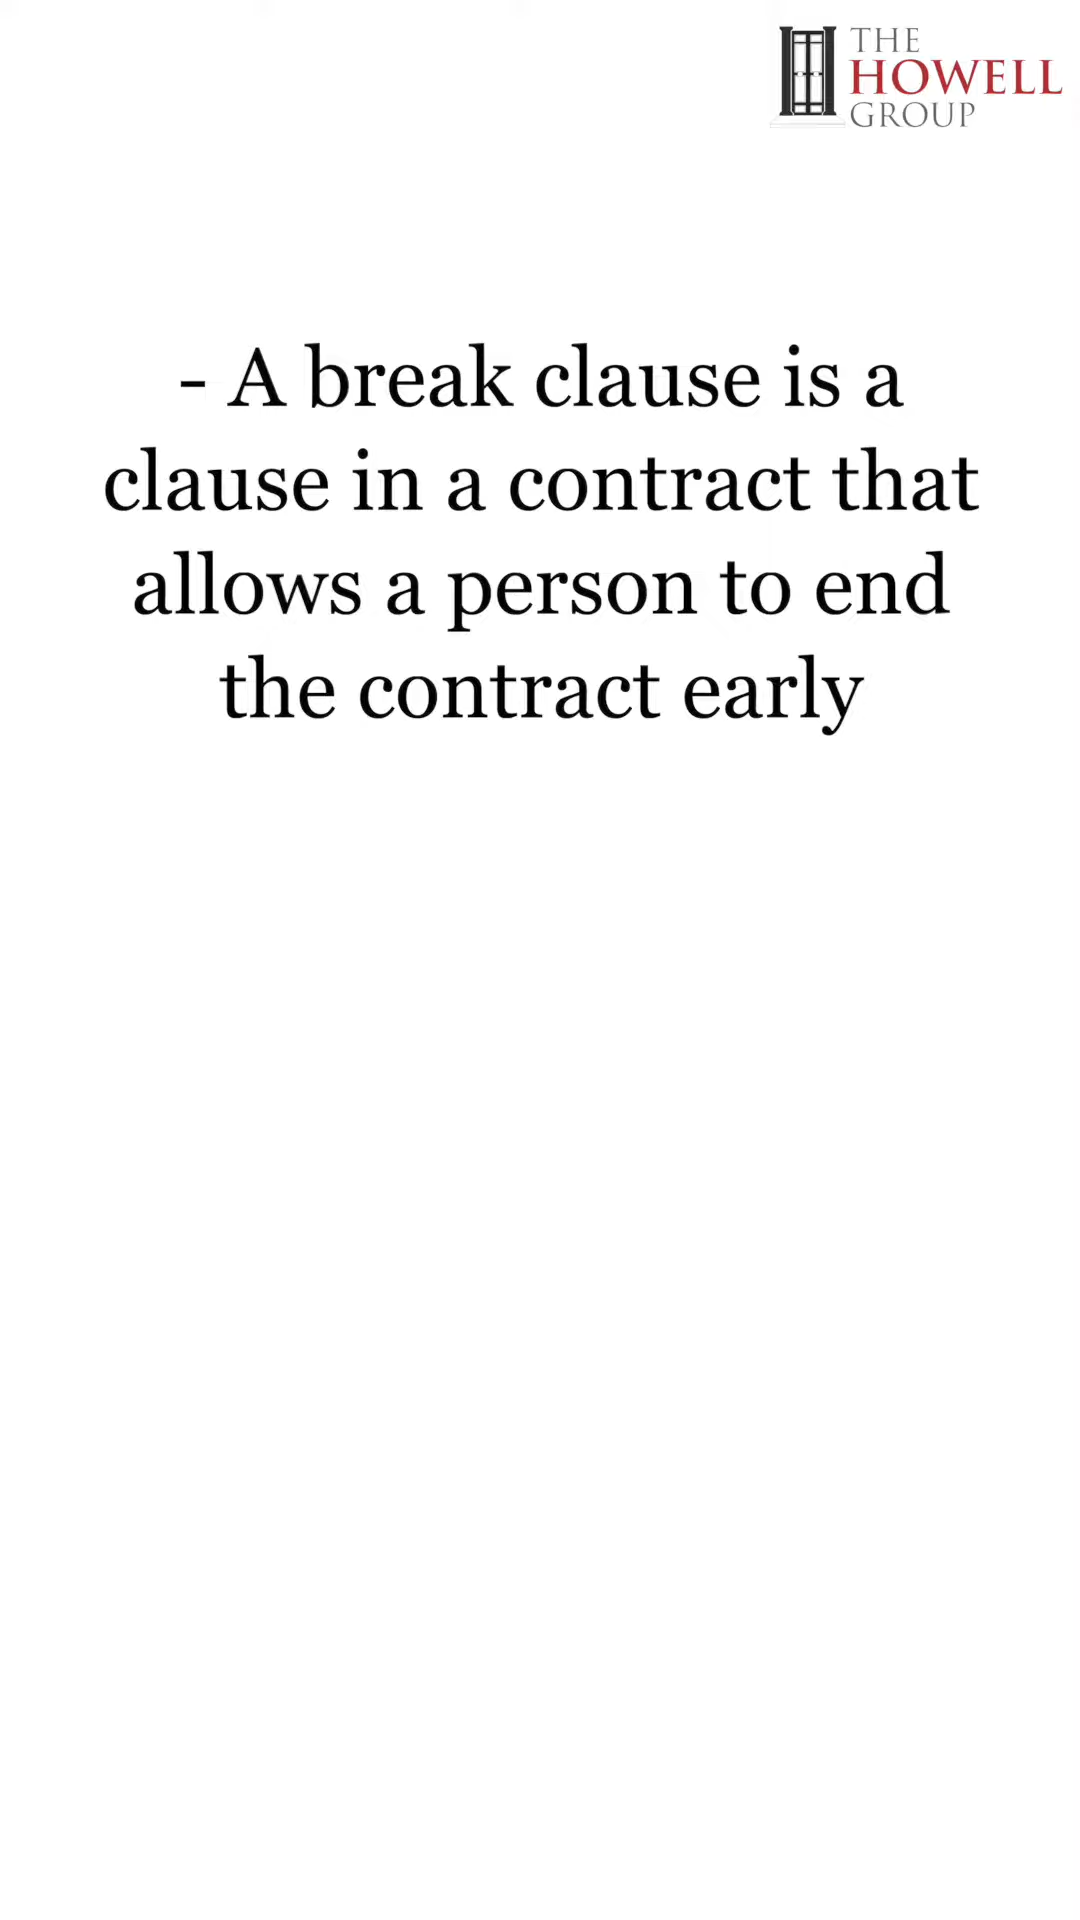 THE
HOWELL
GROUP
- A break clause is a
clause in a contract that
allows a person to end
the contract early